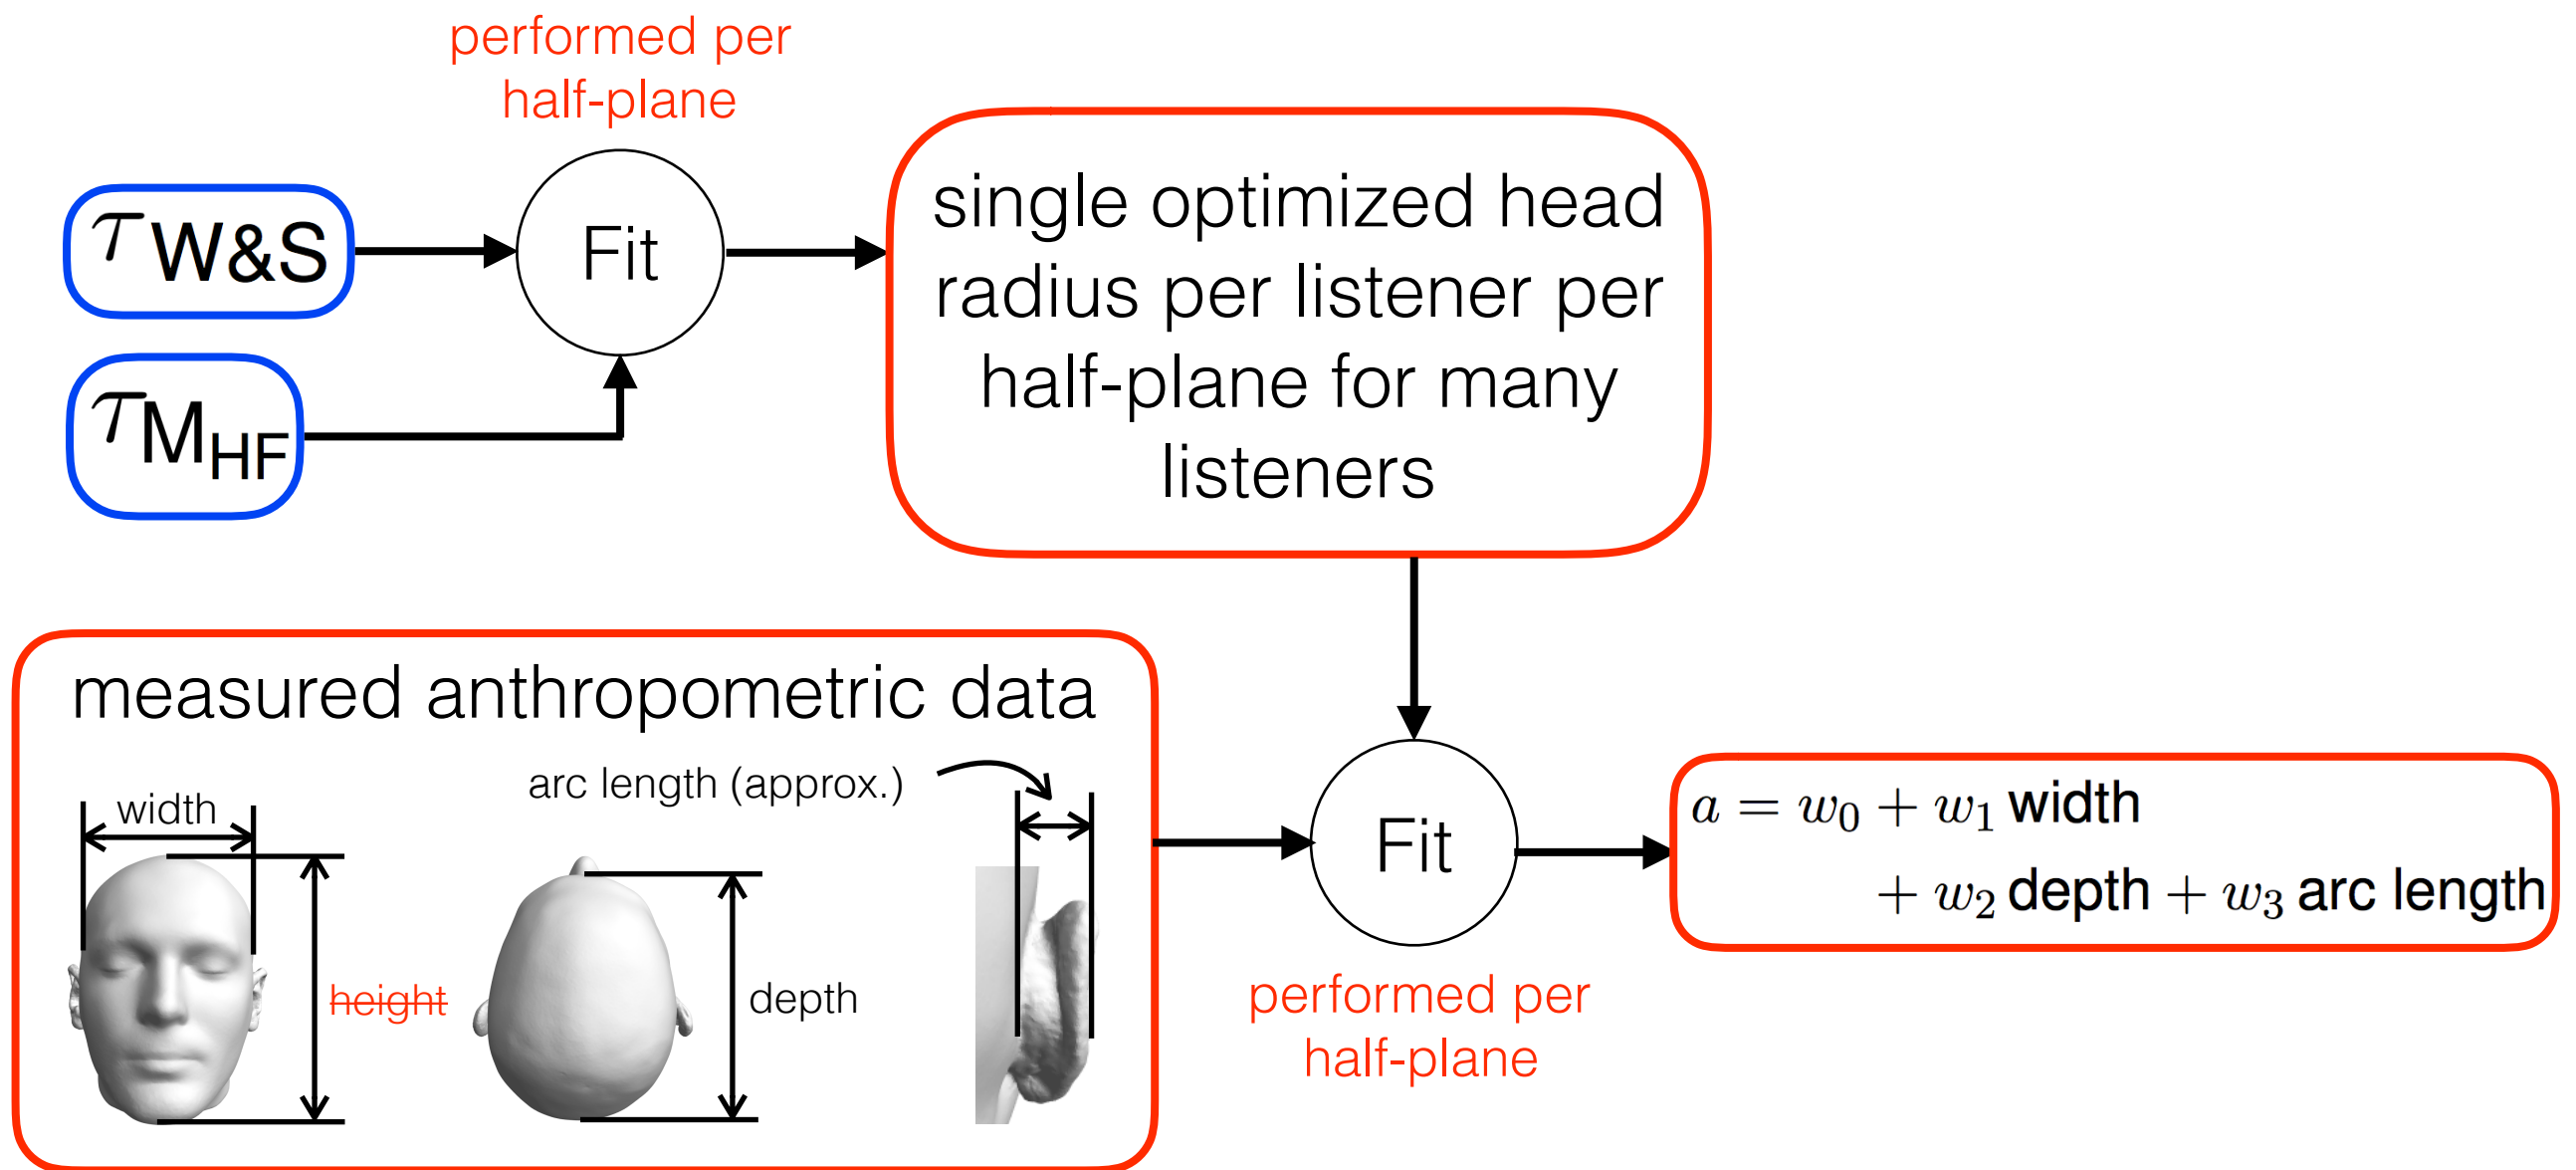 performed per
half-plane
τ W&S
Fit
τ M_HF
single optimized head
radius per listener per
half-plane for many
listeners
measured anthropometric data
arc length (approx.)
width
height
depth
Fit
performed per
half-plane
a = w₀ + w₁ width
+ w₂ depth + w₃ arc length